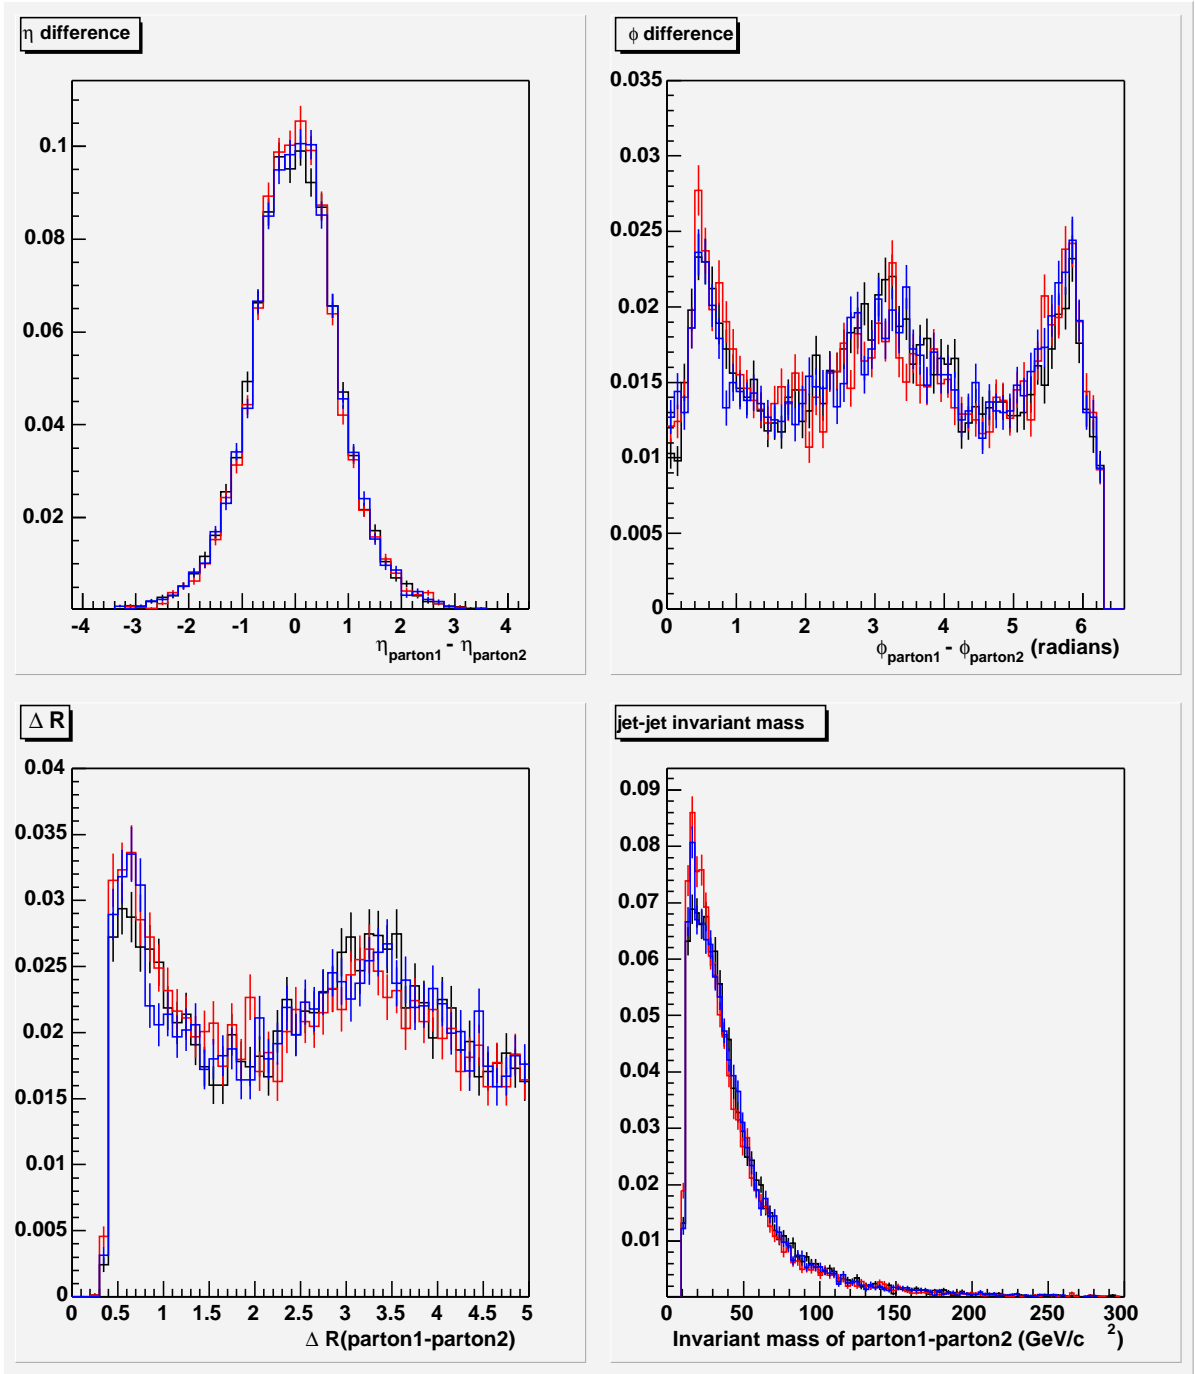 η difference
0.02
0.04
0.06
0.08
0.1
-4 -3 -2 -1 0 1 2 3 4
η_parton1 - η_parton2
ϕ difference
0.035
0.03
0.025
0.02
0.015
0.01
0.005
0
0 1 2 3 4 5 6
ϕ_parton1 - ϕ_parton2 (radians)
Δ R
0.04
0.035
0.03
0.025
0.02
0.015
0.01
0.005
0
0 0.5 1 1.5 2 2.5 3 3.5 4 4.5 5
Δ R(parton1-parton2)
jet-jet invariant mass
0.09
0.08
0.07
0.06
0.05
0.04
0.03
0.02
0.01
0 50 100 150 200 250 300
Invariant mass of parton1-parton2 (GeV/c ²)